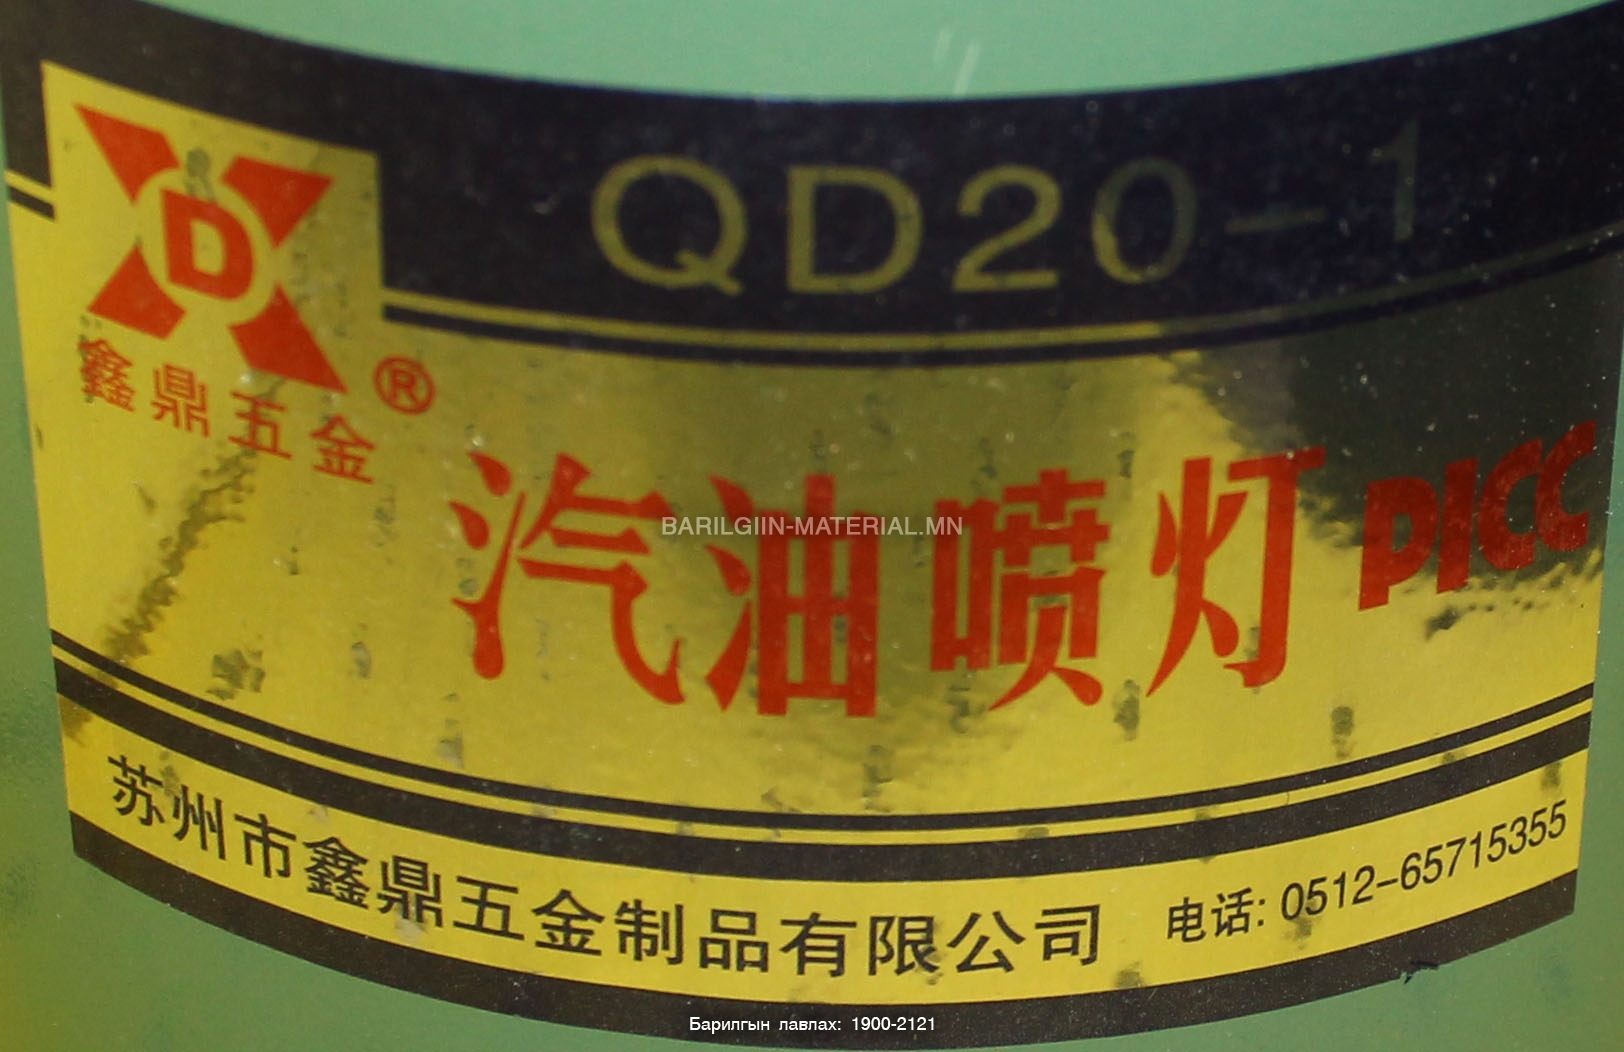 QD20-1
D
鑫鼎五金®
汽油喷灯 PICC
BARILGIIN-MATERIAL.MN
苏州市鑫鼎五金制品有限公司 电话: 0512-65715355
Барилгын лавлах: 1900-2121